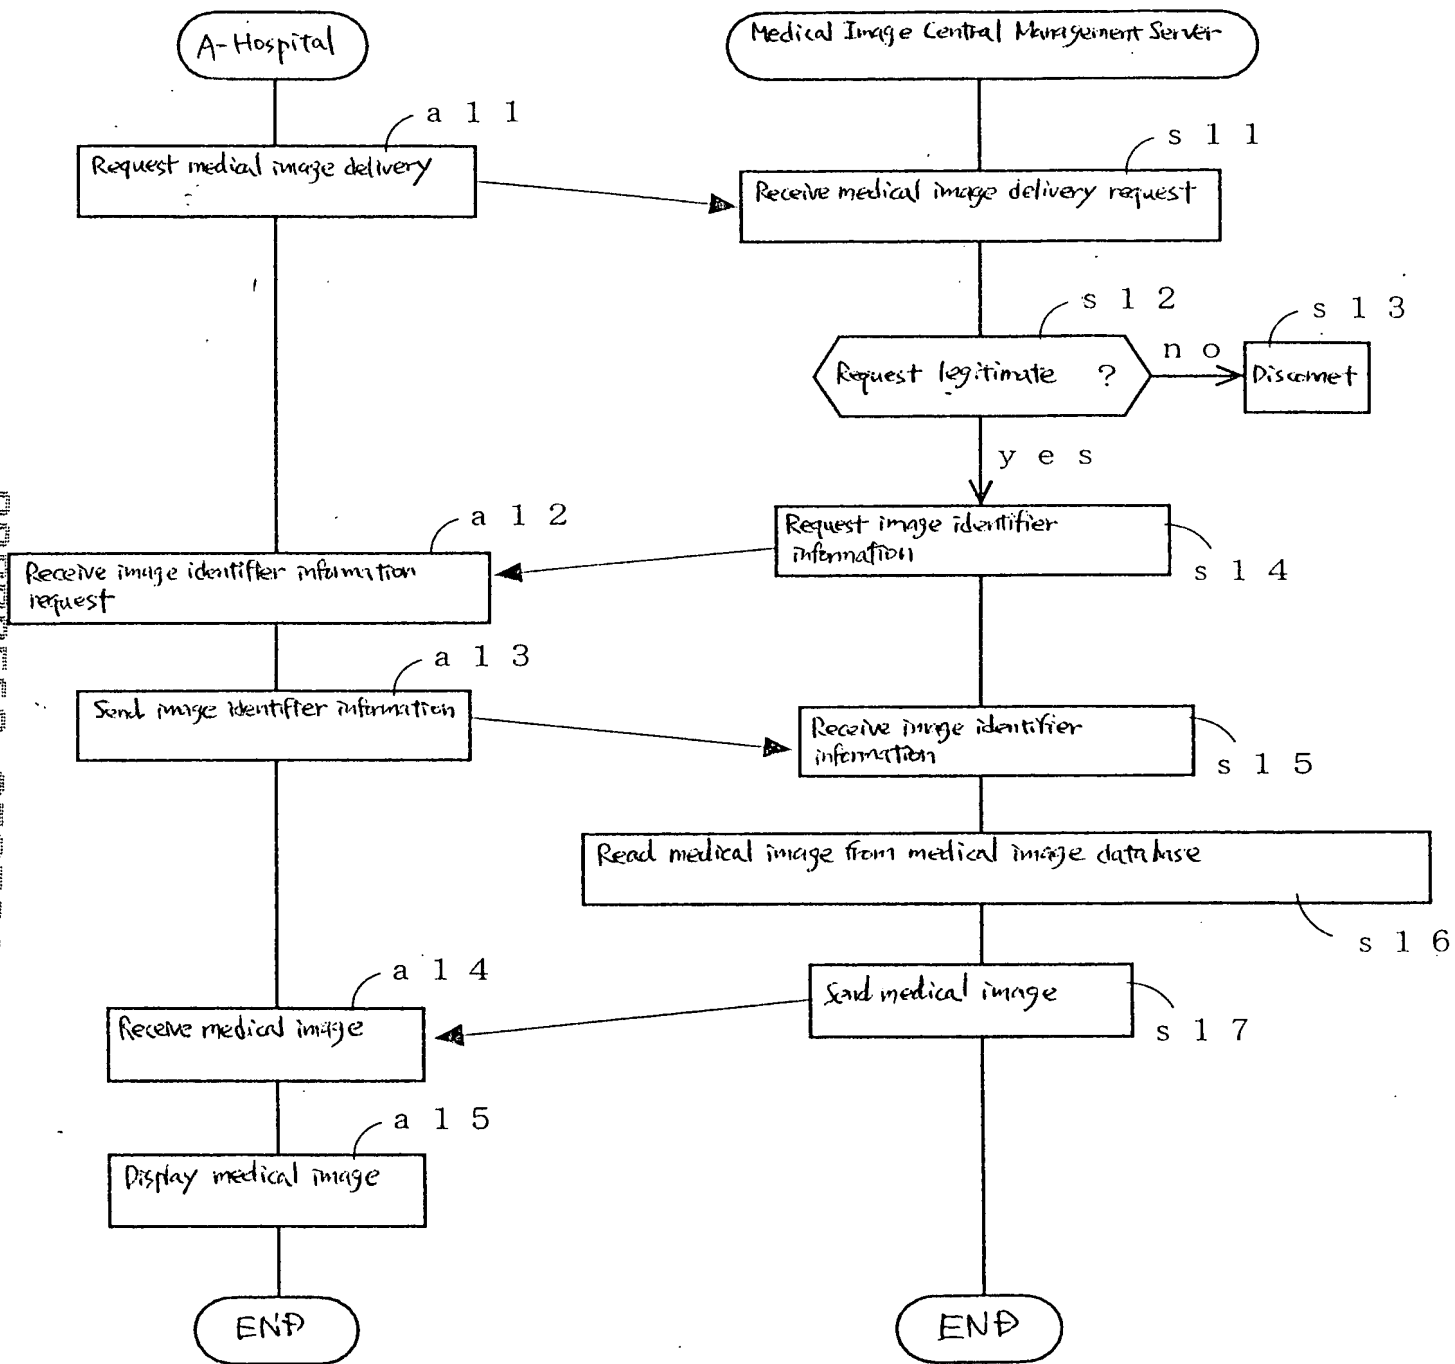 A-Hospital
Medical Image Central Management Server
a 1 1
Request medical image delivery
s 1 1
Receive medical image delivery request
s 1 2
s 1 3
Request legitimate ?
n o
Disconnet
y e s
a 1 2
Request image identifier
information
s 1 4
Receive image identifier information
request
a 1 3
Send image identifier information
Receive image identifier
information
s 1 5
Read medical image from medical image database
s 1 6
a 1 4
Send medical image
s 1 7
Receive medical image
a 1 5
Display medical image
END
END